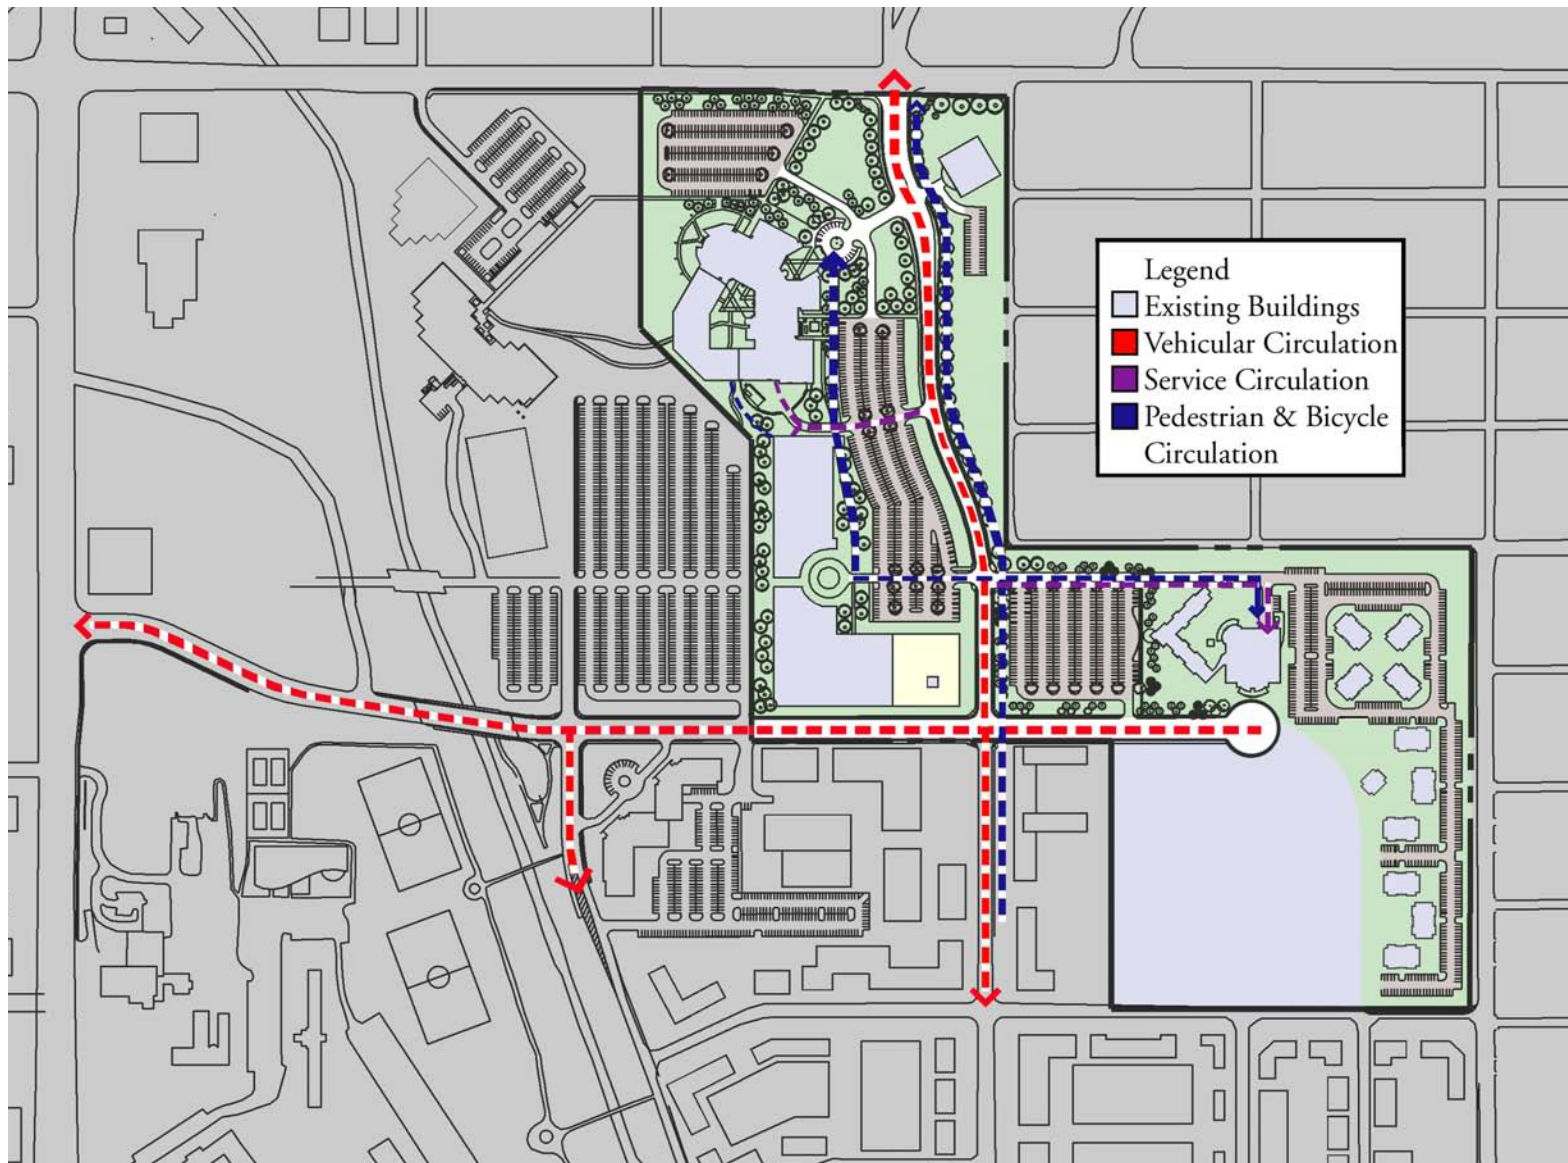 Legend
Existing Buildings
Vehicular Circulation
Service Circulation
Pedestrian & Bicycle
Circulation